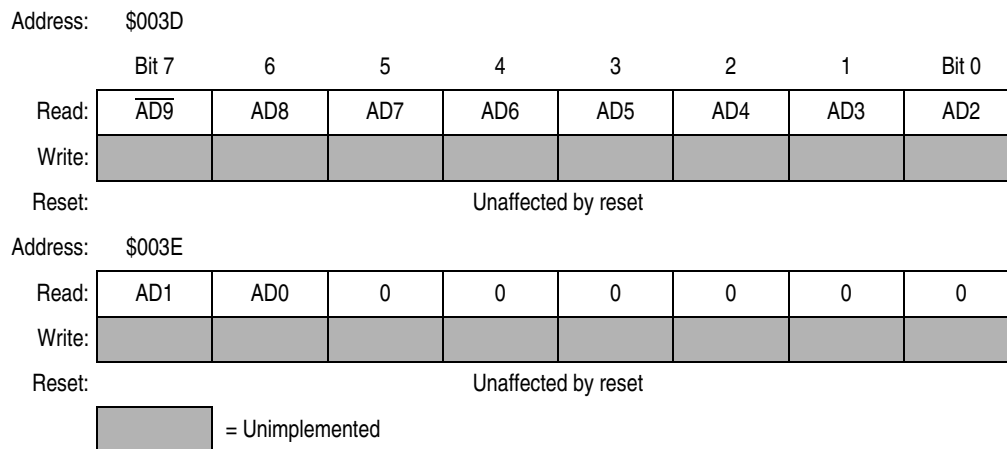 Address: $003D
Bit 7 6 5 4 3 2 1 Bit 0
Read: A̅D̅9̅ AD8 AD7 AD6 AD5 AD4 AD3 AD2
Write:
Reset: Unaffected by reset
Address: $003E
Read: AD1 AD0 0 0 0 0 0 0
Write:
Reset: Unaffected by reset
= Unimplemented